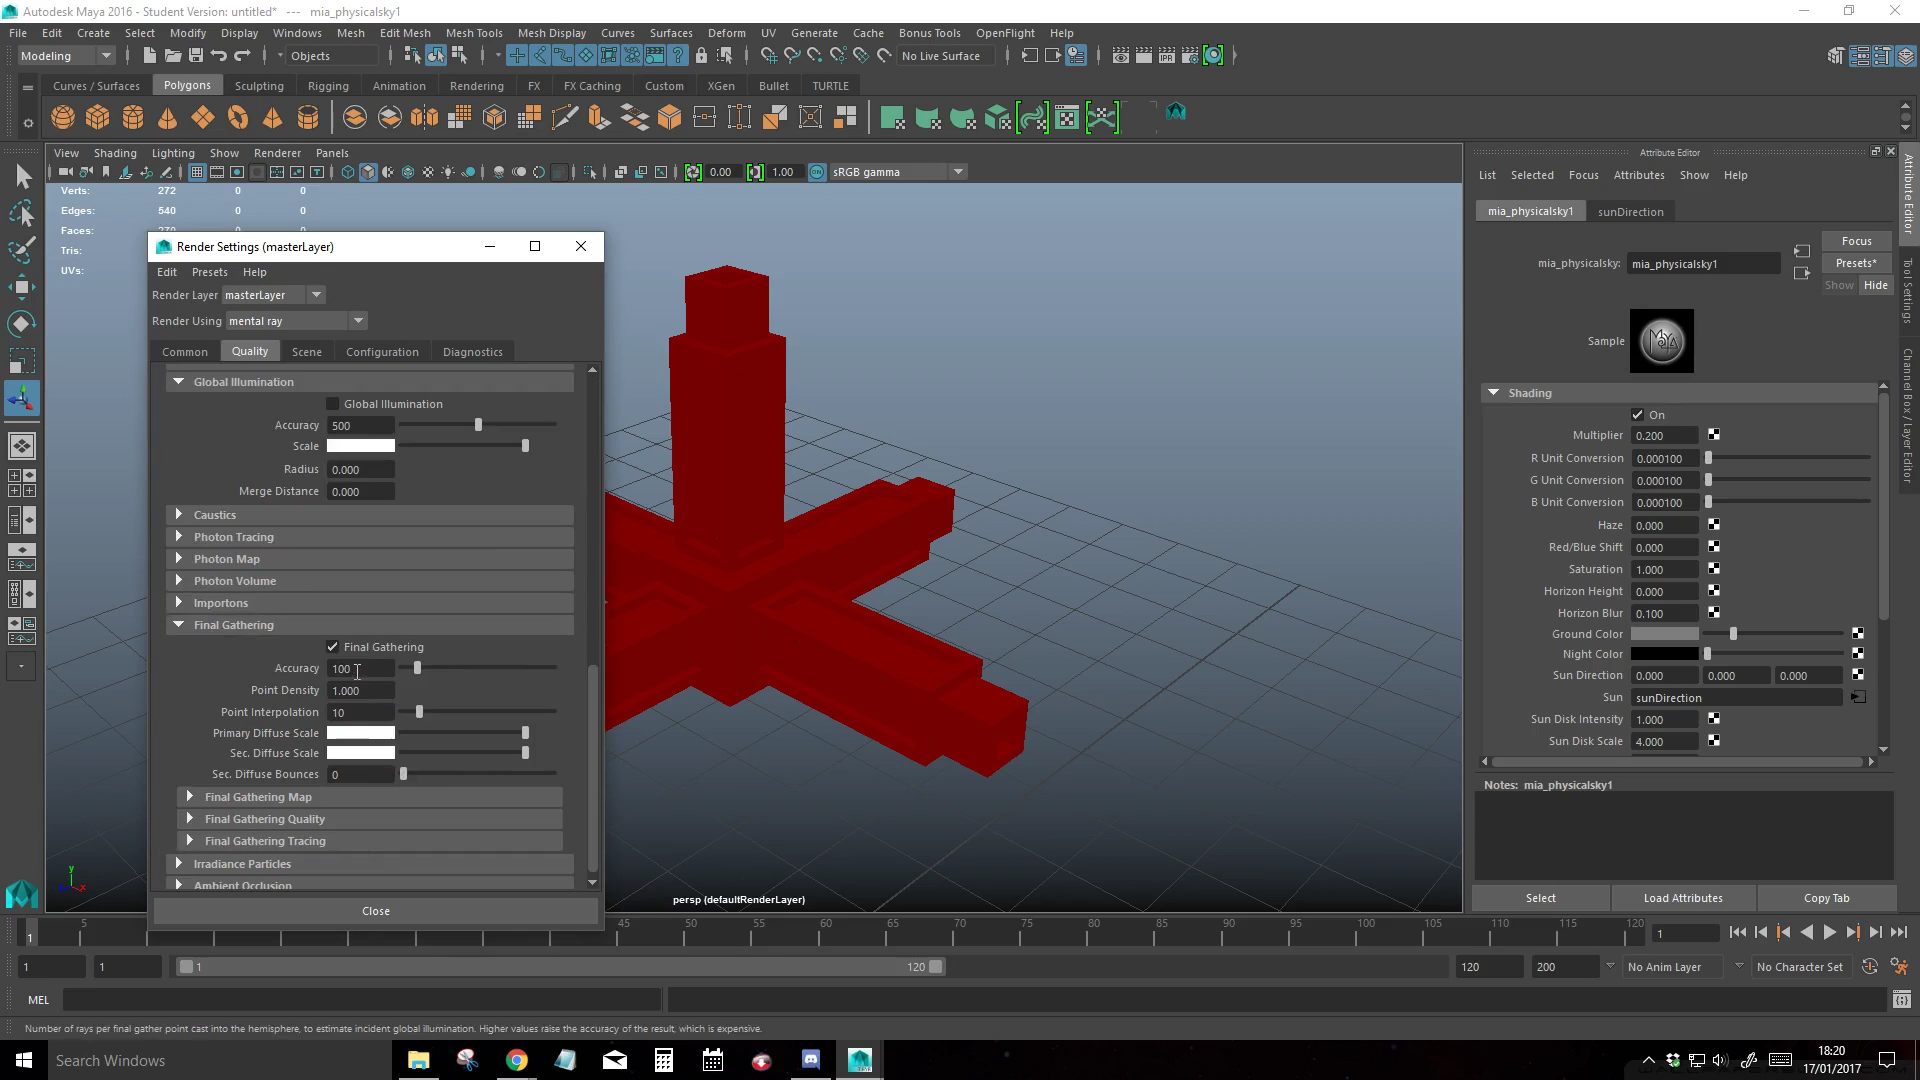 Autodesk Maya 2016 - Student Version: untitled*   ---   mia_physicalsky1
File Edit Create Select Modify Display Windows Mesh Edit Mesh Mesh Tools Mesh Display Curves Surfaces Deform UV Generate Cache Bonus Tools OpenFlight Help
Modeling Objects No Live Surface
Curves / Surfaces Polygons Sculpting Rigging Animation Rendering FX FX Caching Custom XGen Bullet TURTLE
View Shading Lighting Show Renderer Panels
0.00 1.00 sRGB gamma
Verts: 272 0 0
Edges: 540 0 0
Faces: 270 0 0
Tris:
UVs:
Render Settings (masterLayer)
Edit Presets Help
Render Layer masterLayer
Render Using mental ray
Common Quality Scene Configuration Diagnostics
Global Illumination
Global Illumination
Accuracy 500
Scale
Radius 0.000
Merge Distance 0.000
Caustics
Photon Tracing
Photon Map
Photon Volume
Importons
Final Gathering
Final Gathering
Accuracy 100
Point Density 1.000
Point Interpolation 10
Primary Diffuse Scale
Sec. Diffuse Scale
Sec. Diffuse Bounces 0
Final Gathering Map
Final Gathering Quality
Final Gathering Tracing
Irradiance Particles
Ambient Occlusion
Close
persp (defaultRenderLayer)
Attribute Editor
List Selected Focus Attributes Show Help
mia_physicalsky1 sunDirection
Focus
mia_physicalsky: mia_physicalsky1
Presets*
Show Hide
Sample
Shading
On
Multiplier 0.200
R Unit Conversion 0.000100
G Unit Conversion 0.000100
B Unit Conversion 0.000100
Haze 0.000
Red/Blue Shift 0.000
Saturation 1.000
Horizon Height 0.000
Horizon Blur 0.100
Ground Color
Night Color
Sun Direction 0.000 0.000 0.000
Sun sunDirection
Sun Disk Intensity 1.000
Sun Disk Scale 4.000
Notes: mia_physicalsky1
Select Load Attributes Copy Tab
Attribute Editor
Tool Settings
Channel Box / Layer Editor
1 5 45 50 55 60 65 70 75 80 85 90 95 100 105 110 115 120 1
1 1 1 120 120 200 No Anim Layer No Character Set
MEL
Number of rays per final gather point cast into the hemisphere, to estimate incident global illumination. Higher values raise the accuracy of the result, which is expensive.
Search Windows
18:20
17/01/2017